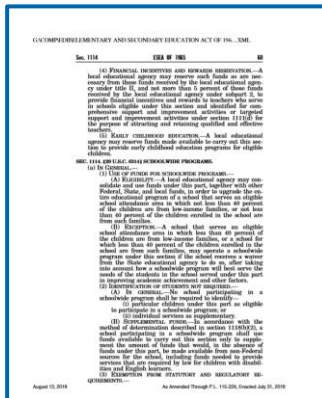 G:\COMP\EDIII\ELEMENTARY AND SECONDARY EDUCATION ACT OF 196....XML
Sec. 1114 ESEA OF 1965 60
(4) FINANCIAL INCENTIVES AND REWARDS RESERVATION.—A
local educational agency may reserve such funds as are nec-
essary from those funds received by the local educational agen-
cy under title II, and not more than 5 percent of those funds
received by the local educational agency under subpart 2, to
provide financial incentives and rewards to teachers who serve
in schools eligible under this section and identified for com-
prehensive support and improvement activities or targeted
support and improvement activities under section 1111(d) for
the purpose of attracting and retaining qualified and effective
teachers.
(5) EARLY CHILDHOOD EDUCATION.—A local educational
agency may reserve funds made available to carry out this sec-
tion to provide early childhood education programs for eligible
children.
SEC. 1114. [20 U.S.C. 6314] SCHOOLWIDE PROGRAMS.
(a) IN GENERAL.—
(1) USE OF FUNDS FOR SCHOOLWIDE PROGRAMS.—
(A) ELIGIBILITY.—A local educational agency may con-
solidate and use funds under this part, together with other
Federal, State, and local funds, in order to upgrade the en-
tire educational program of a school that serves an eligible
school attendance area in which not less than 40 percent
of the children are from low-income families, or not less
than 40 percent of the children enrolled in the school are
from such families.
(B) EXCEPTION.—A school that serves an eligible
school attendance area in which less than 40 percent of
the children are from low-income families, or a school for
which less than 40 percent of the children enrolled in the
school are from such families, may operate a schoolwide
program under this section if the school receives a waiver
from the State educational agency to do so, after taking
into account how a schoolwide program will best serve the
needs of the students in the school served under this part
in improving academic achievement and other factors.
(2) IDENTIFICATION OF STUDENTS NOT REQUIRED.—
(A) IN GENERAL.—No school participating in a
schoolwide program shall be required to identify—
(i) particular children under this part as eligible
to participate in a schoolwide program; or
(ii) individual services as supplementary.
(B) SUPPLEMENTAL FUNDS.—In accordance with the
method of determination described in section 1118(b)(2), a
school participating in a schoolwide program shall use
funds available to carry out this section only to supple-
ment the amount of funds that would, in the absence of
funds under this part, be made available from non-Federal
sources for the school, including funds needed to provide
services that are required by law for children with disabil-
ities and English learners.
(3) EXEMPTION FROM STATUTORY AND REGULATORY RE-
QUIREMENTS.—
August 13, 2018 As Amended Through P.L. 115-224, Enacted July 31, 2018